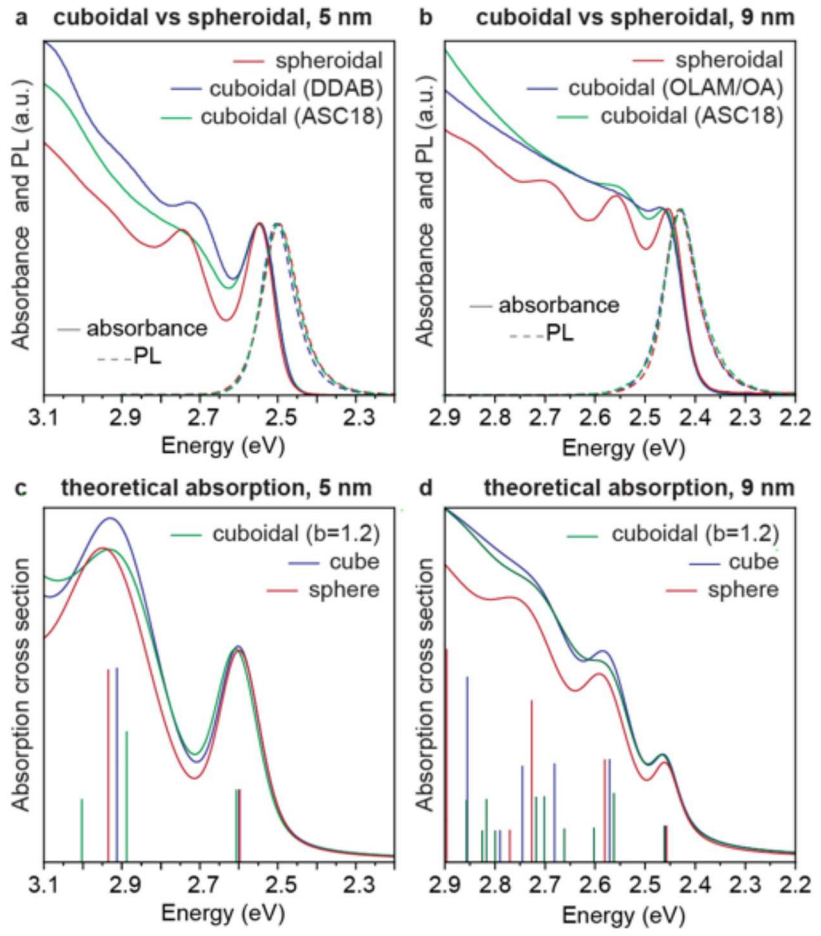 a cuboidal vs spheroidal, 5 nm
Absorbance and PL (a.u.)
spheroidal
cuboidal (DDAB)
cuboidal (ASC18)
absorbance
PL
3.1 2.9 2.7 2.5 2.3
Energy (eV)
b cuboidal vs spheroidal, 9 nm
Absorbance and PL (a.u.)
spheroidal
cuboidal (OLAM/OA)
cuboidal (ASC18)
absorbance
PL
2.9 2.8 2.7 2.6 2.5 2.4 2.3 2.2
Energy (eV)
c theoretical absorption, 5 nm
Absorption cross section
cuboidal (b=1.2)
cube
sphere
3.1 2.9 2.7 2.5 2.3
Energy (eV)
d theoretical absorption, 9 nm
Absorption cross section
cuboidal (b=1.2)
cube
sphere
2.9 2.8 2.7 2.6 2.5 2.4 2.3 2.2
Energy (eV)